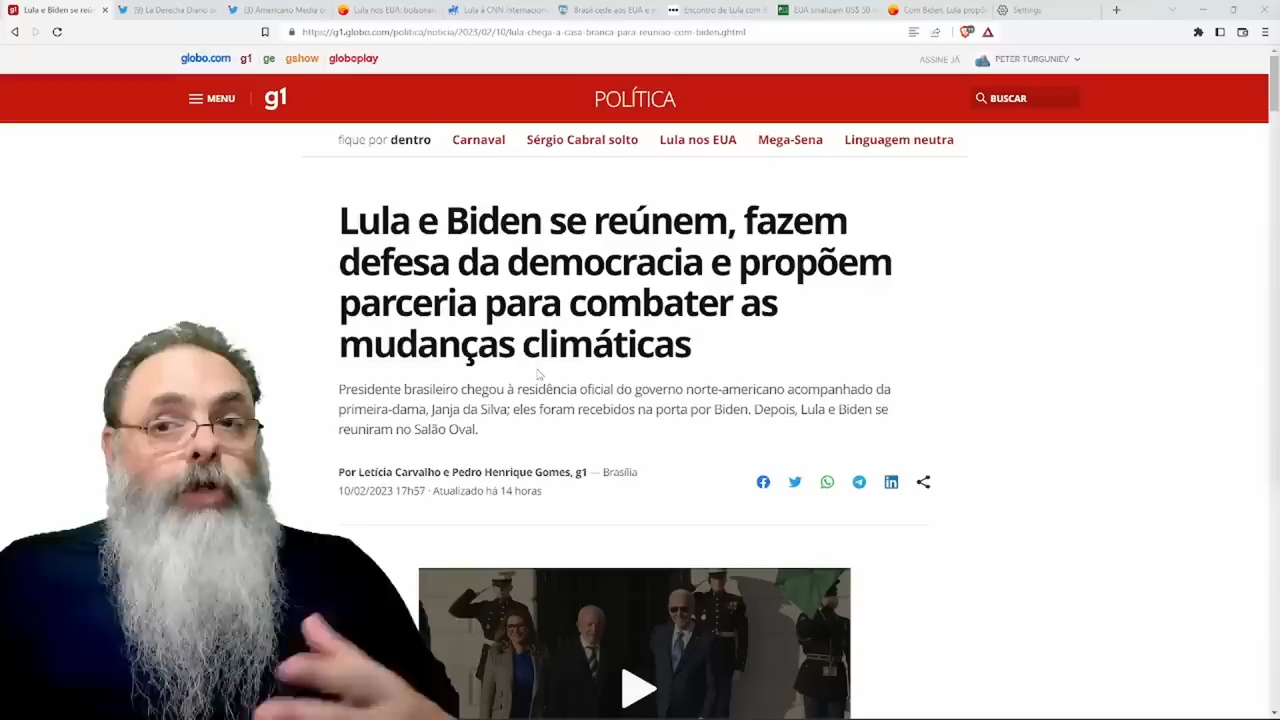 Lula e Biden se reún
(9) La Derecha Diario
(3) Americano Media
Lula nos EUA: bolson
Lula à CNN Internacion
Brasil cede aos EUA e
Encontro de Lula com B
EUA sinalizam US$ 50
Com Biden, Lula propõ
Settings
https://g1.globo.com/politica/noticia/2023/02/10/lula-chega-a-casa-branca-para-reuniao-com-biden.ghtml
globo.com g1 ge gshow globoplay
ASSINE JÁ PETER TURGUNIEV
MENU g1 POLÍTICA BUSCAR
fique por dentro Carnaval Sérgio Cabral solto Lula nos EUA Mega-Sena Linguagem neutra
Lula e Biden se reúnem, fazem
defesa da democracia e propõem
parceria para combater as
mudanças climáticas
Presidente brasileiro chegou à residência oficial do governo norte-americano acompanhado da
primeira-dama, Janja da Silva; eles foram recebidos na porta por Biden. Depois, Lula e Biden se
reuniram no Salão Oval.
Por Letícia Carvalho e Pedro Henrique Gomes, g1 — Brasília
10/02/2023 17h57 · Atualizado há 14 horas